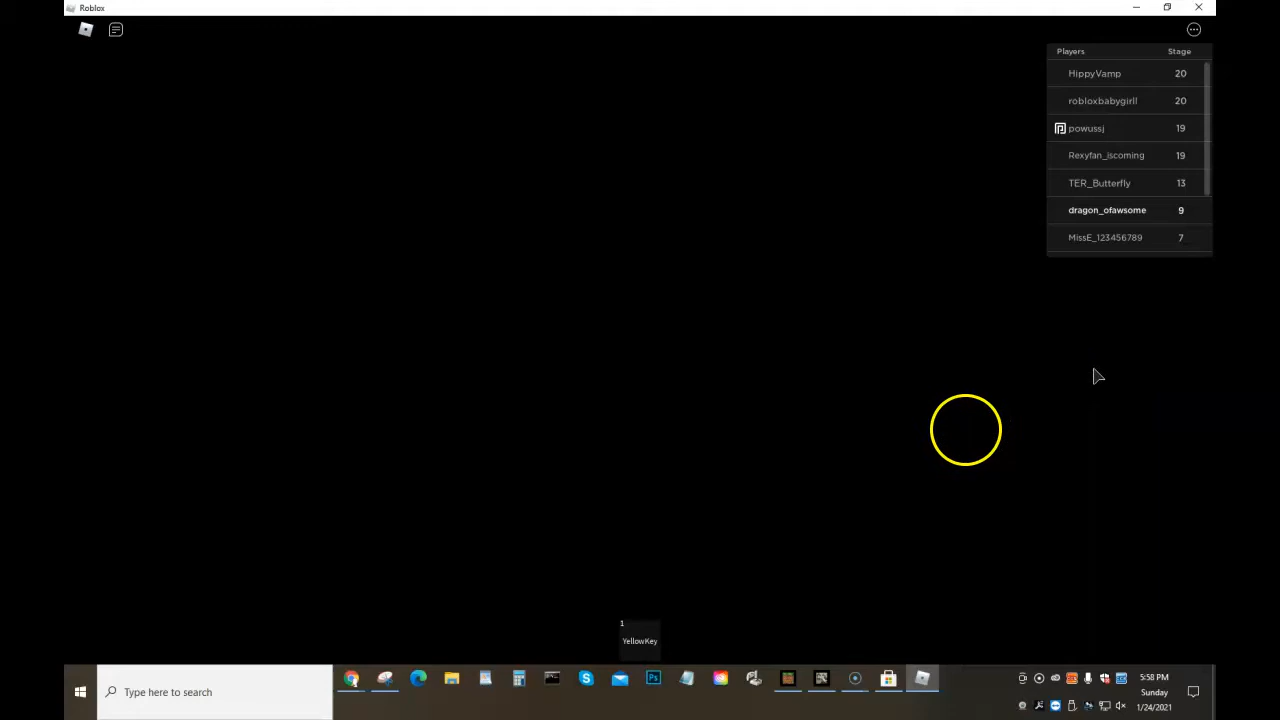 Roblox
Players Stage
HippyVamp 20
robloxbabygirll 20
powussj 19
Rexyfan_iscoming 19
TER_Butterfly 13
dragon_ofawsome 9
MissE_123456789 7
1
YellowKey
Type here to search
Ps
5:58 PM
Sunday
1/24/2021